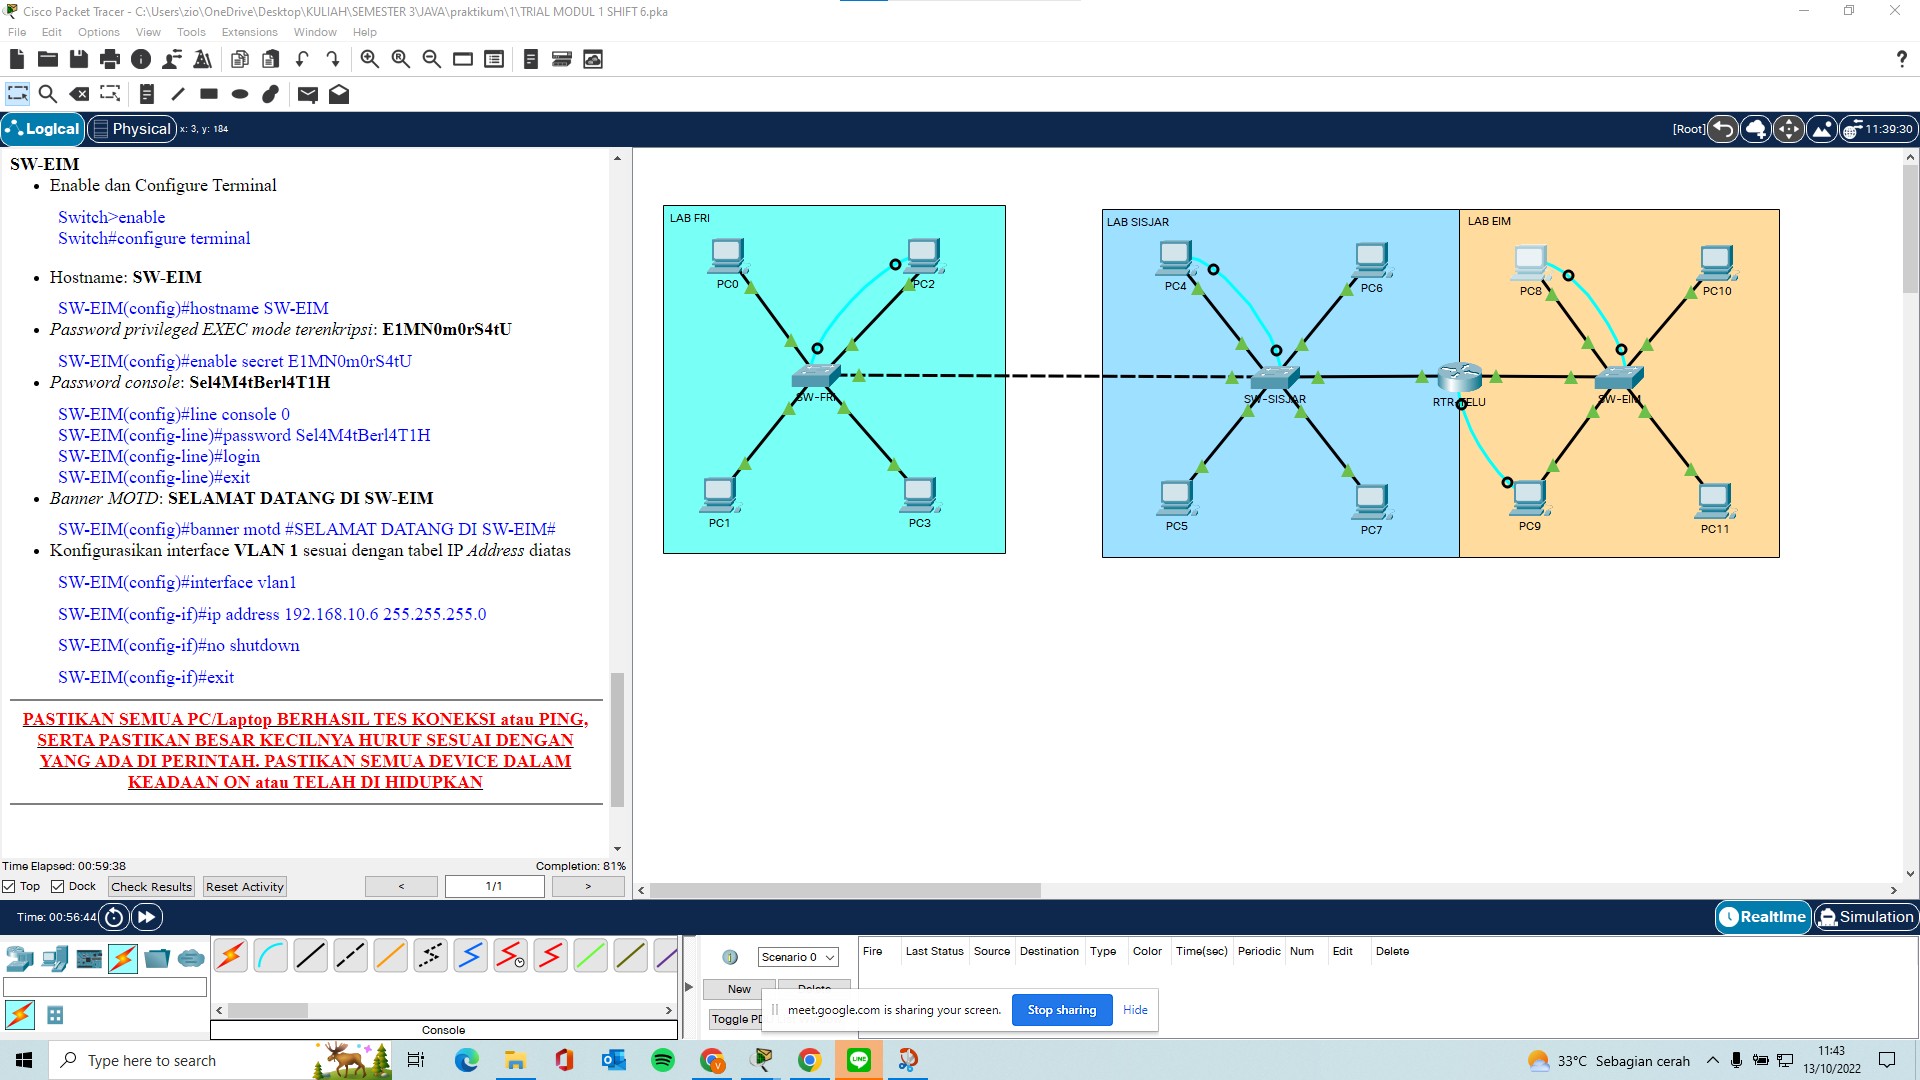 Cisco Packet Tracer - C:\Users\zio\OneDrive\Desktop\KULIAH\SEMESTER 3\JAVA\praktikum\1\TRIAL MODUL 1 SHIFT 6.pka
File Edit Options View Tools Extensions Window Help
?
Logical Physical x: 3, y: 184
[Root] 11:39:30
SW-EIM
• Enable dan Configure Terminal
Switch>enable
Switch#configure terminal
• Hostname: SW-EIM
SW-EIM(config)#hostname SW-EIM
• Password privileged EXEC mode terenkripsi: E1MN0m0rS4tU
SW-EIM(config)#enable secret E1MN0m0rS4tU
• Password console: Sel4M4tBerl4T1H
SW-EIM(config)#line console 0
SW-EIM(config-line)#password Sel4M4tBerl4T1H
SW-EIM(config-line)#login
SW-EIM(config-line)#exit
• Banner MOTD: SELAMAT DATANG DI SW-EIM
SW-EIM(config)#banner motd #SELAMAT DATANG DI SW-EIM#
• Konfigurasikan interface VLAN 1 sesuai dengan tabel IP Address diatas
SW-EIM(config)#interface vlan1
SW-EIM(config-if)#ip address 192.168.10.6 255.255.255.0
SW-EIM(config-if)#no shutdown
SW-EIM(config-if)#exit
PASTIKAN SEMUA PC/Laptop BERHASIL TES KONEKSI atau PING,
SERTA PASTIKAN BESAR KECILNYA HURUF SESUAI DENGAN
YANG ADA DI PERINTAH. PASTIKAN SEMUA DEVICE DALAM
KEADAAN ON atau TELAH DI HIDUPKAN
Time Elapsed: 00:59:38 Completion: 81%
Top Dock Check Results Reset Activity < 1/1 >
LAB FRI
PC0 PC2
SW-FRI
PC1 PC3
LAB SISJAR
PC4 PC6
SW-SISJAR
PC5 PC7
RTR-TELU
LAB EIM
PC8 PC10
SW-EIM
PC9 PC11
Time: 00:56:44
Realtime Simulation
Console
Scenario 0
New Delete
Toggle PD
Fire Last Status Source Destination Type Color Time(sec) Periodic Num Edit Delete
meet.google.com is sharing your screen. Stop sharing Hide
Type here to search
33°C Sebagian cerah
11:43
13/10/2022